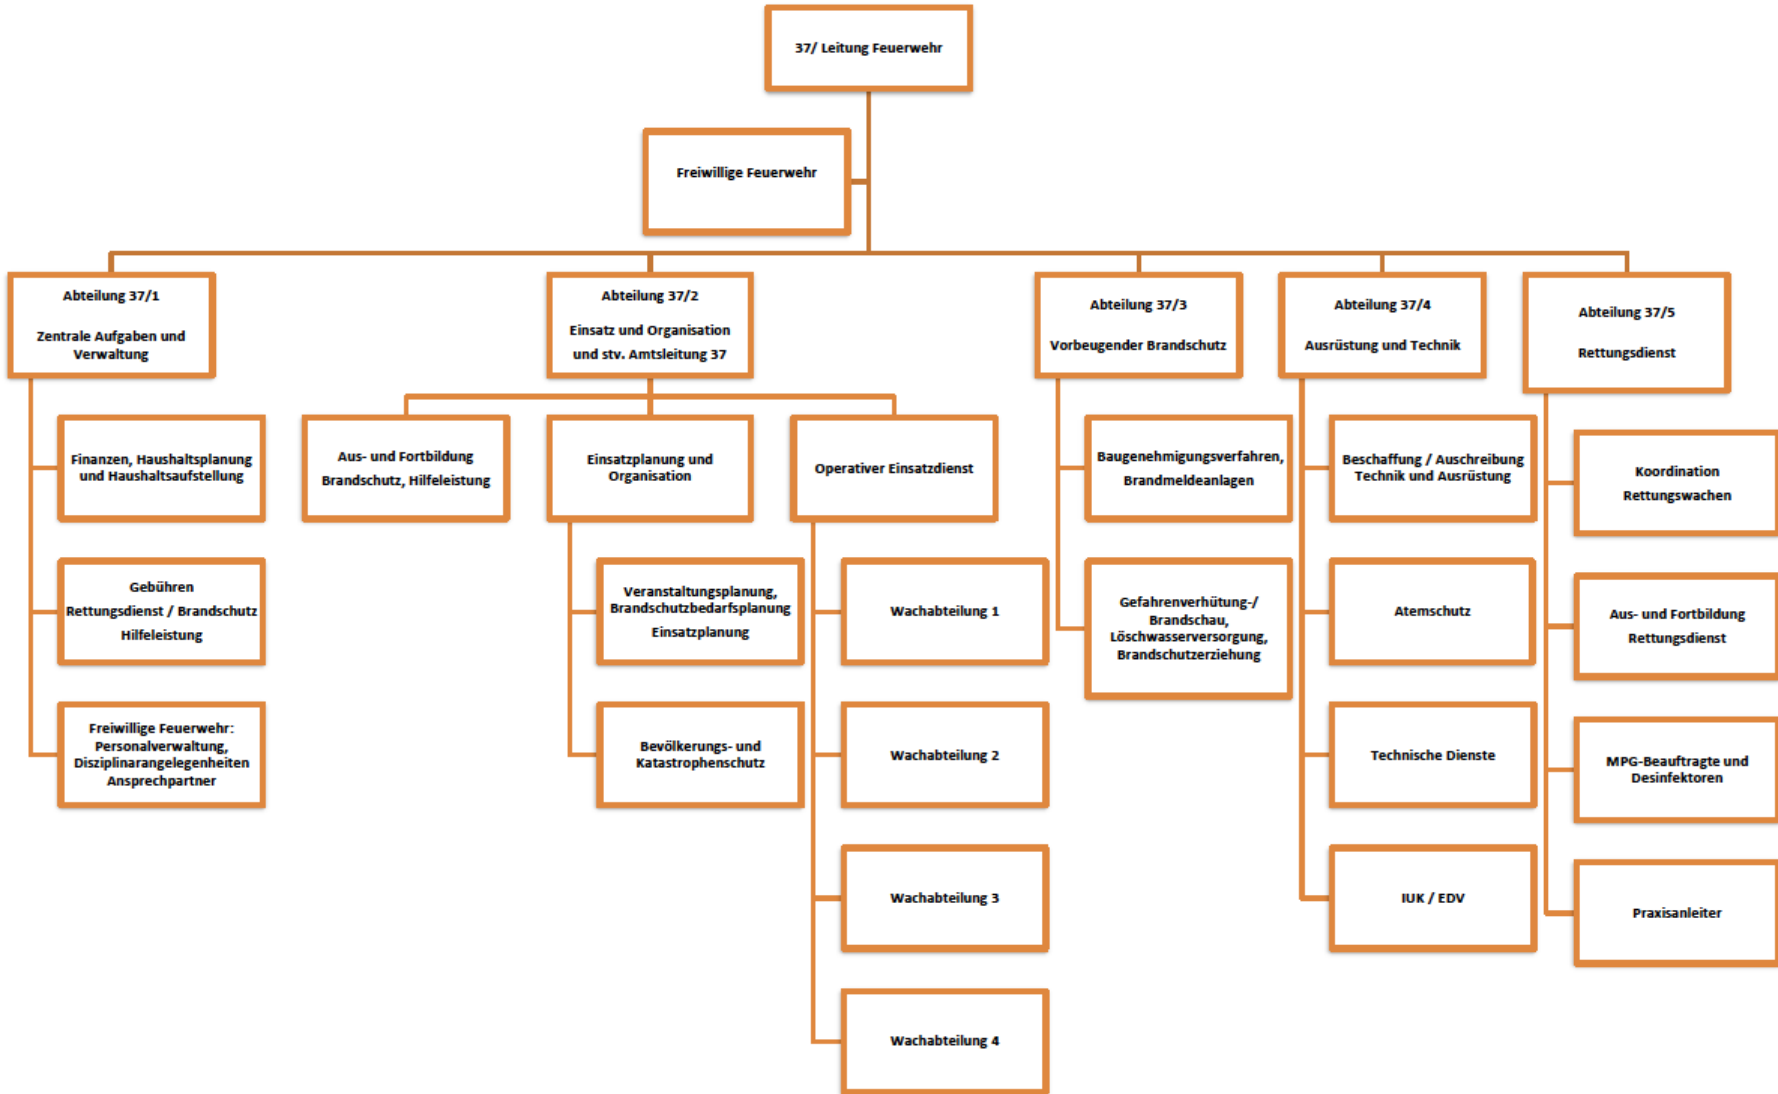 37/ Leitung Feuerwehr
Freiwillige Feuerwehr
Abteilung 37/1
Zentrale Aufgaben und
Verwaltung
Abteilung 37/2
Einsatz und Organisation
und stv. Amtsleitung 37
Abteilung 37/3
Vorbeugender Brandschutz
Abteilung 37/4
Ausrüstung und Technik
Abteilung 37/5
Rettungsdienst
Finanzen, Haushaltsplanung
und Haushaltsaufstellung
Gebühren
Rettungsdienst / Brandschutz
Hilfeleistung
Freiwillige Feuerwehr:
Personalverwaltung,
Disziplinarangelegenheiten
Ansprechpartner
Aus- und Fortbildung
Brandschutz, Hilfeleistung
Einsatzplanung und
Organisation
Veranstaltungsplanung,
Brandschutzbedarfsplanung
Einsatzplanung
Bevölkerungs- und
Katastrophenschutz
Operativer Einsatzdienst
Wachabteilung 1
Wachabteilung 2
Wachabteilung 3
Wachabteilung 4
Baugenehmigungsverfahren,
Brandmeldeanlagen
Gefahrenverhütung-/
Brandschau,
Löschwasserversorgung,
Brandschutzerziehung
Beschaffung / Auschreibung
Technik und Ausrüstung
Atemschutz
Technische Dienste
IUK / EDV
Koordination
Rettungswachen
Aus- und Fortbildung
Rettungsdienst
MPG-Beauftragte und
Desinfektoren
Praxisanleiter